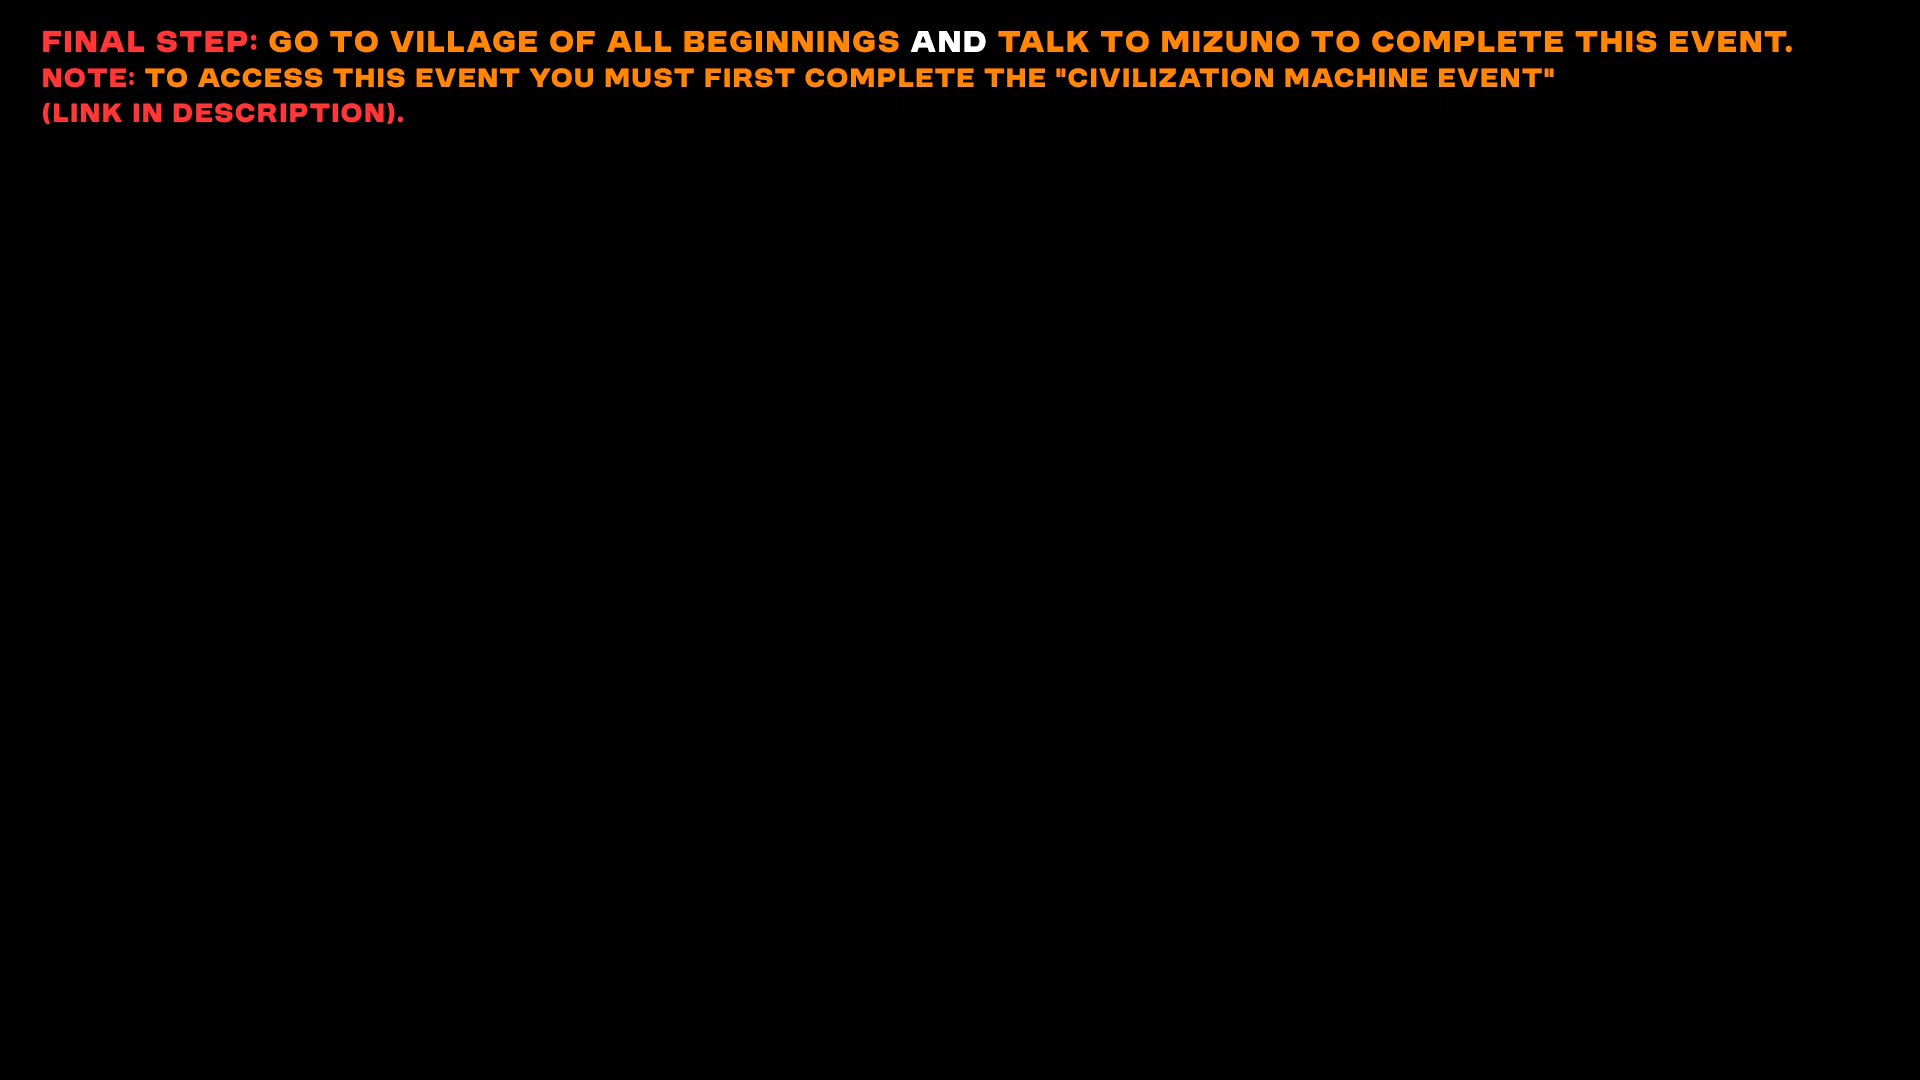 FINAL STEP: GO TO VILLAGE OF ALL BEGINNINGS AND TALK TO MIZUNO TO COMPLETE THIS EVENT.
NOTE: TO ACCESS THIS EVENT YOU MUST FIRST COMPLETE THE "CIVILIZATION MACHINE EVENT"
(LINK IN DESCRIPTION).